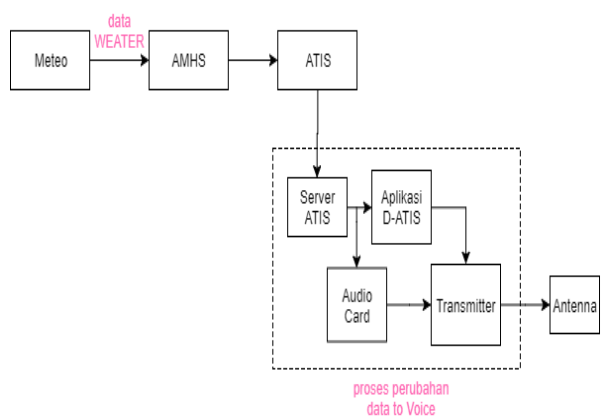 data
WEATER
Meteo
AMHS
ATIS
Server
ATIS
Aplikasi
D-ATIS
Audio
Card
Transmitter
Antenna
proses perubahan
data to Voice